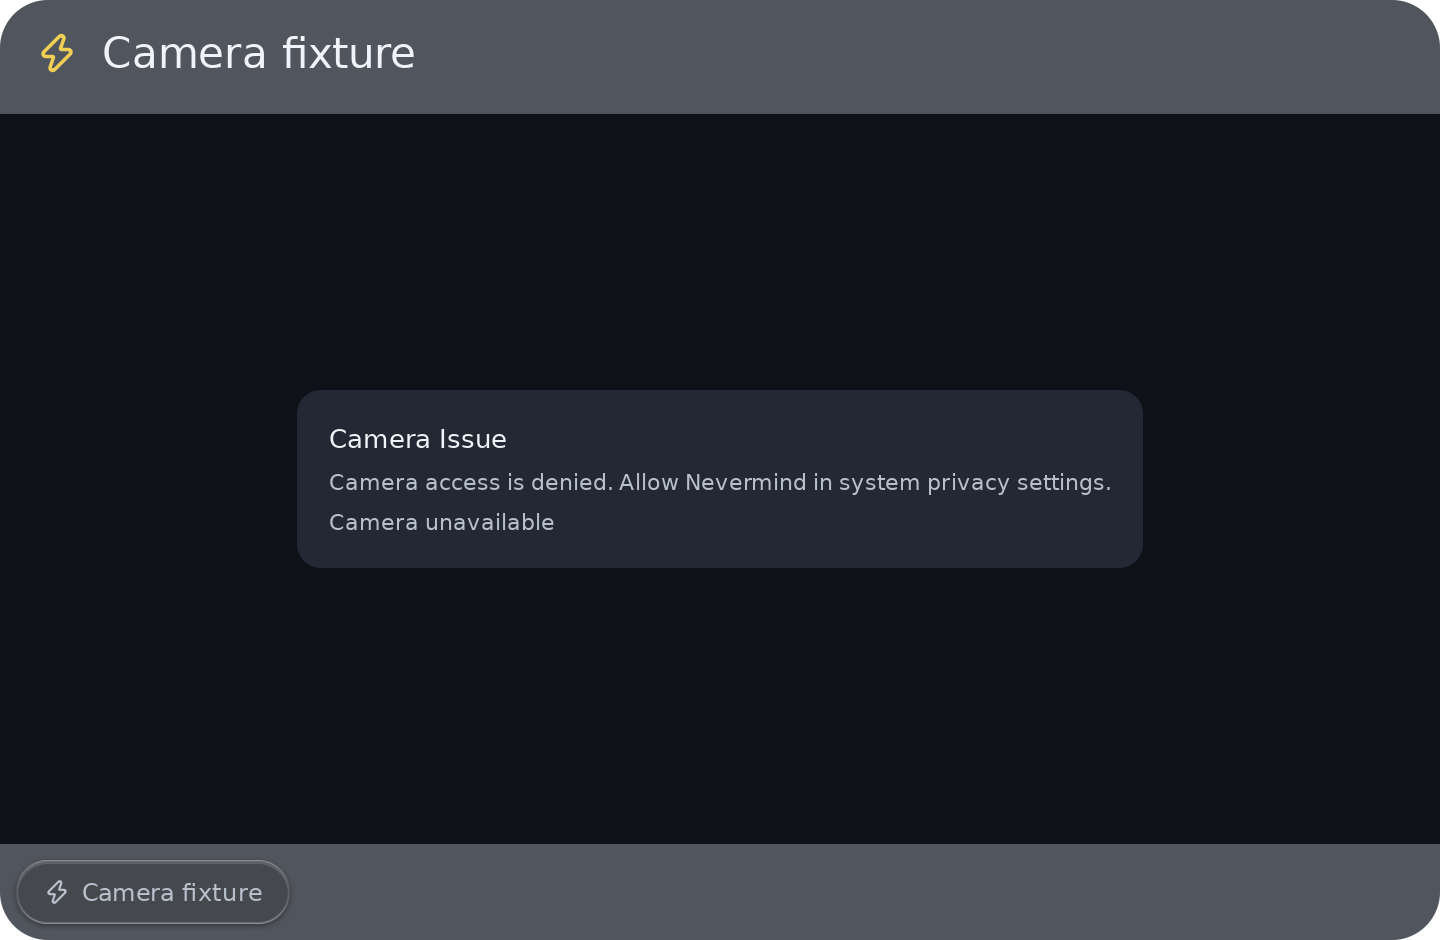 Camera fixture
Camera Issue
Camera access is denied. Allow Nevermind in system privacy settings.
Camera unavailable
Camera fixture